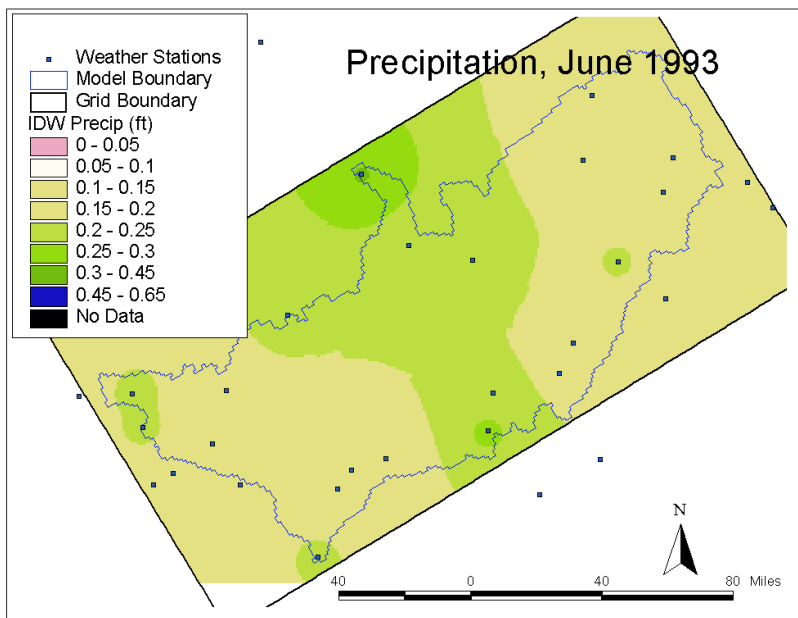 Precipitation, June 1993
Weather Stations
Model Boundary
Grid Boundary
IDW Precip (ft)
0 - 0.05
0.05 - 0.1
0.1 - 0.15
0.15 - 0.2
0.2 - 0.25
0.25 - 0.3
0.3 - 0.45
0.45 - 0.65
No Data
N
40 0 40 80 Miles